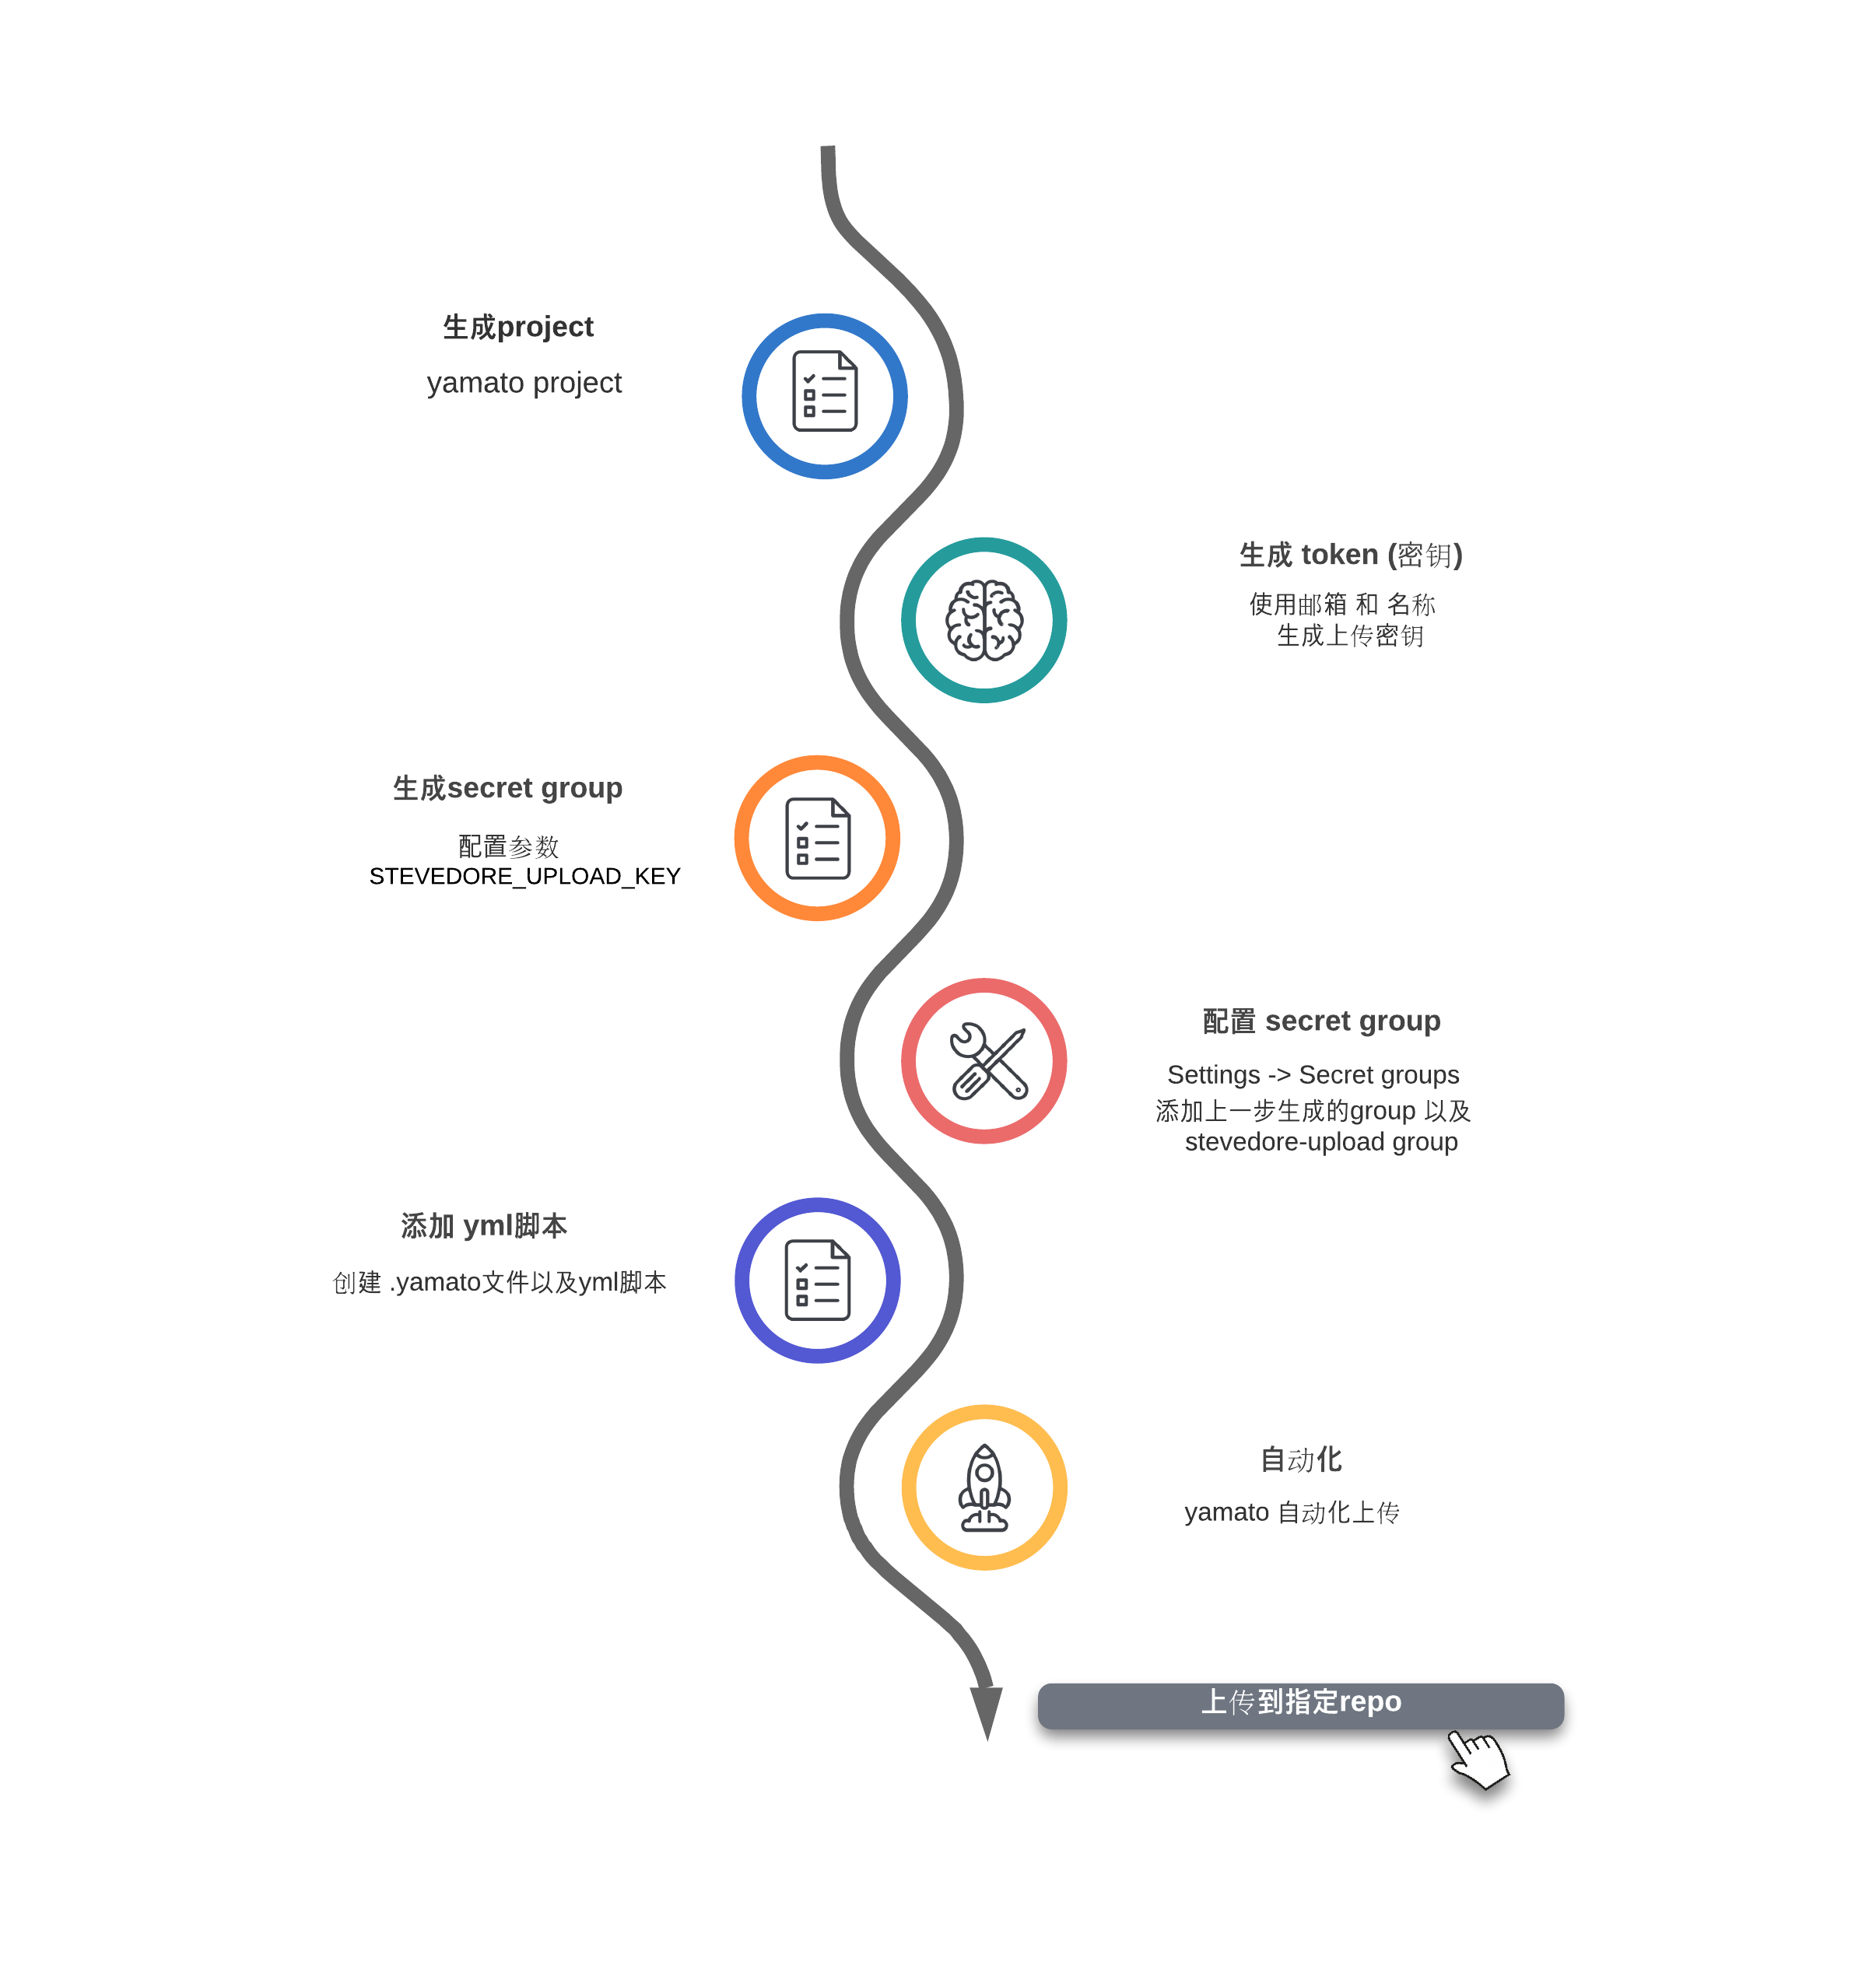 生成project
yamato project
生成 token (密钥)
使用邮箱 和 名称
生成上传密钥
生成secret group
配置参数
STEVEDORE_UPLOAD_KEY
配置 secret group
Settings -> Secret groups
添加上一步生成的group 以及
stevedore-upload group
添加 yml脚本
创建 .yamato文件以及yml脚本
自动化
yamato 自动化上传
上传到指定repo